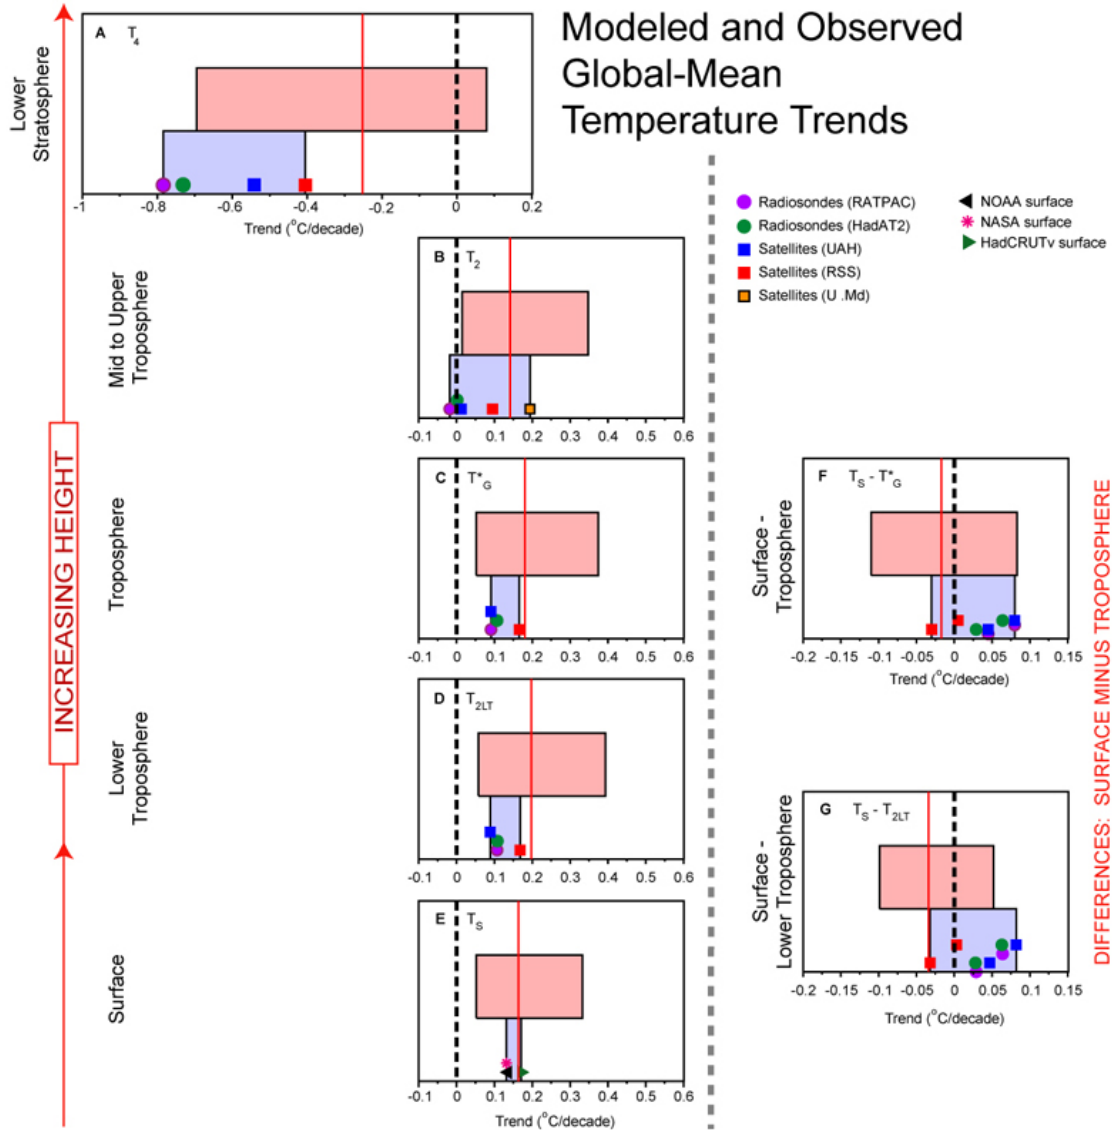 Modeled and Observed
Global-Mean
Temperature Trends
INCREASING HEIGHT
Lower
Stratosphere
A T4
-1 -0.8 -0.6 -0.4 -0.2 0 0.2
Trend (°C/decade)
Radiosondes (RATPAC)
Radiosondes (HadAT2)
Satellites (UAH)
Satellites (RSS)
Satellites (U .Md)
NOAA surface
NASA surface
HadCRUTv surface
Mid to Upper
Troposphere
B T2
-0.1 0 0.1 0.2 0.3 0.4 0.5 0.6
Troposphere
C T*G
-0.1 0 0.1 0.2 0.3 0.4 0.5 0.6
Lower
Troposphere
D T2LT
-0.1 0 0.1 0.2 0.3 0.4 0.5 0.6
Surface
E TS
-0.1 0 0.1 0.2 0.3 0.4 0.5 0.6
Trend (°C/decade)
Surface -
Troposphere
F TS - T*G
-0.2 -0.15 -0.1 -0.05 0 0.05 0.1 0.15
Trend (°C/decade)
Surface -
Lower Troposphere
G TS - T2LT
-0.2 -0.15 -0.1 -0.05 0 0.05 0.1 0.15
Trend (°C/decade)
DIFFERENCES: SURFACE MINUS TROPOSPHERE